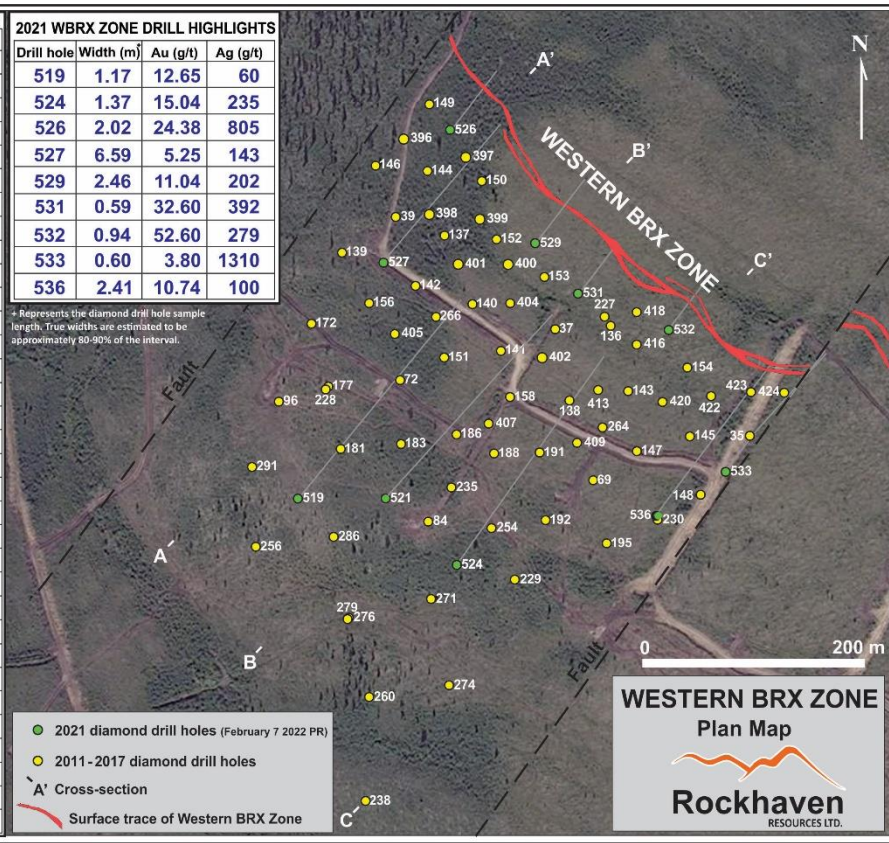 2021 WBRX ZONE DRILL HIGHLIGHTS
Drill hole Width (m)+ Au (g/t) Ag (g/t)
519 1.17 12.65 60
524 1.37 15.04 235
526 2.02 24.38 805
527 6.59 5.25 143
529 2.46 11.04 202
531 0.59 32.60 392
532 0.94 52.60 279
533 0.60 3.80 1310
536 2.41 10.74 100
+ Represents the diamond drill hole sample
length. True widths are estimated to be
approximately 80-90% of the interval.
A'
N
149
526
396
WESTERN BRX ZONE
B'
397
146
144
150
39
398
399
137
152
529
139
527
401
400
C'
153
142
531
156
140
404
266
227
418
172
405
37
136
532
416
151
141
402
154
Fault
72
177
228
96
158
138
413
143
420
422
423
424
407
264
186
145
35
183
409
181
188
191
147
291
533
69
235
148
519
521
84
254
192
536
230
286
195
A
256
524
229
271
279
276
0 200 m
B
Fault
274
260
238
C
2021 diamond drill holes (February 7 2022 PR)
2011-2017 diamond drill holes
A' Cross-section
Surface trace of Western BRX Zone
WESTERN BRX ZONE
Plan Map
Rockhaven
RESOURCES LTD.